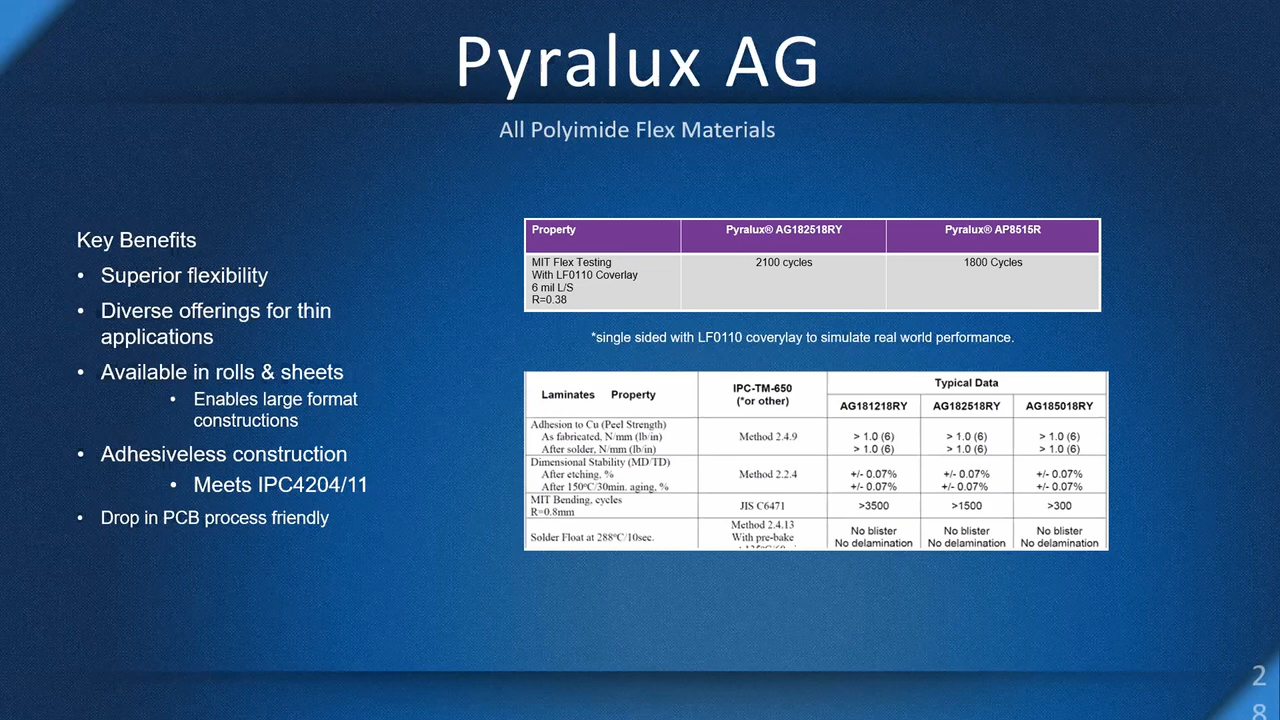 Pyralux AG
All Polyimide Flex Materials
Key Benefits
• Superior flexibility
• Diverse offerings for thin
applications
• Available in rolls & sheets
• Enables large format
constructions
• Adhesiveless construction
• Meets IPC4204/11
• Drop in PCB process friendly
Property Pyralux® AG182518RY Pyralux® AP8515R
MIT Flex Testing 2100 cycles 1800 Cycles
With LF0110 Coverlay
6 mil L/S
R=0.38
*single sided with LF0110 coverylay to simulate real world performance.
Laminates Property IPC-TM-650 (*or other) Typical Data
AG181218RY AG182518RY AG185018RY
Adhesion to Cu (Peel Strength) Method 2.4.9
As fabricated, N/mm (lb/in) > 1.0 (6) > 1.0 (6) > 1.0 (6)
After solder, N/mm (lb/in) > 1.0 (6) > 1.0 (6) > 1.0 (6)
Dimensional Stability (MD/TD) Method 2.2.4
After etching, % +/- 0.07% +/- 0.07% +/- 0.07%
After 150°C/30min. aging, % +/- 0.07% +/- 0.07% +/- 0.07%
MIT Bending, cycles JIS C6471 >3500 >1500 >300
R=0.8mm
Solder Float at 288°C/10sec. Method 2.4.13 No blister No blister No blister
With pre-bake No delamination No delamination No delamination
2
8